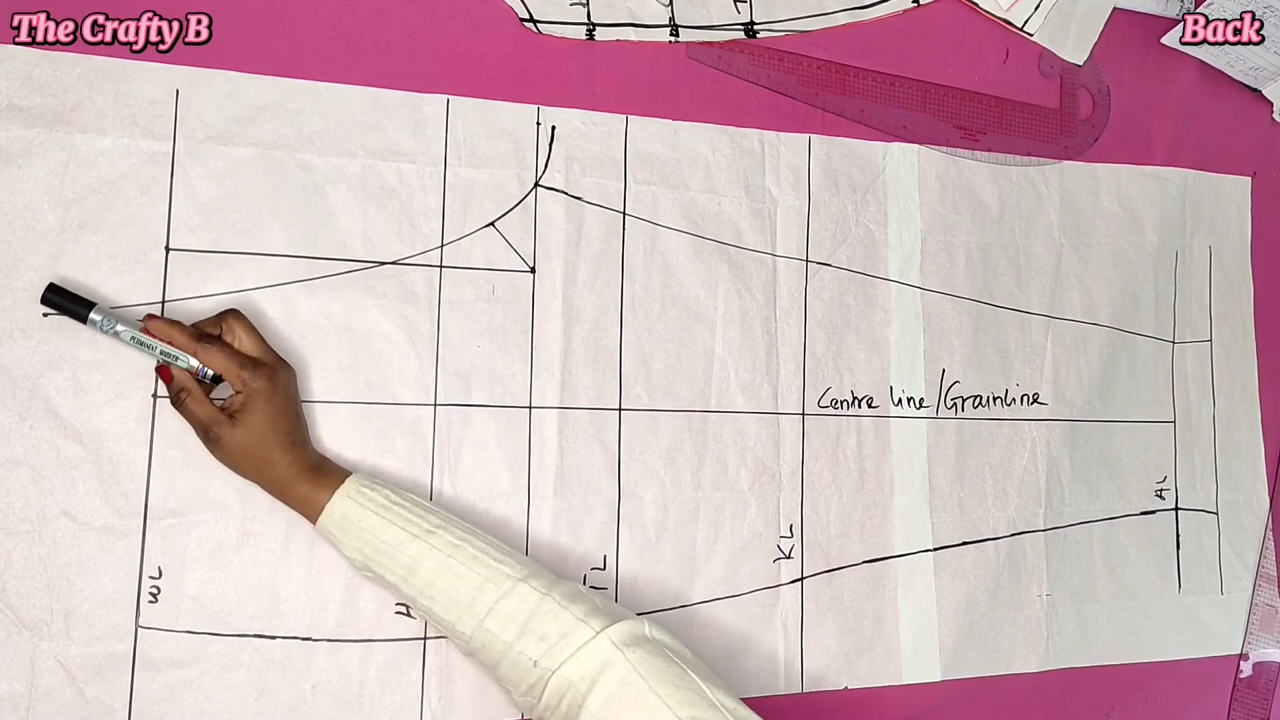 The Crafty B
Back
Centre line/Grainline
AL
KL
TL
H
WL
PERMANENT MARKER